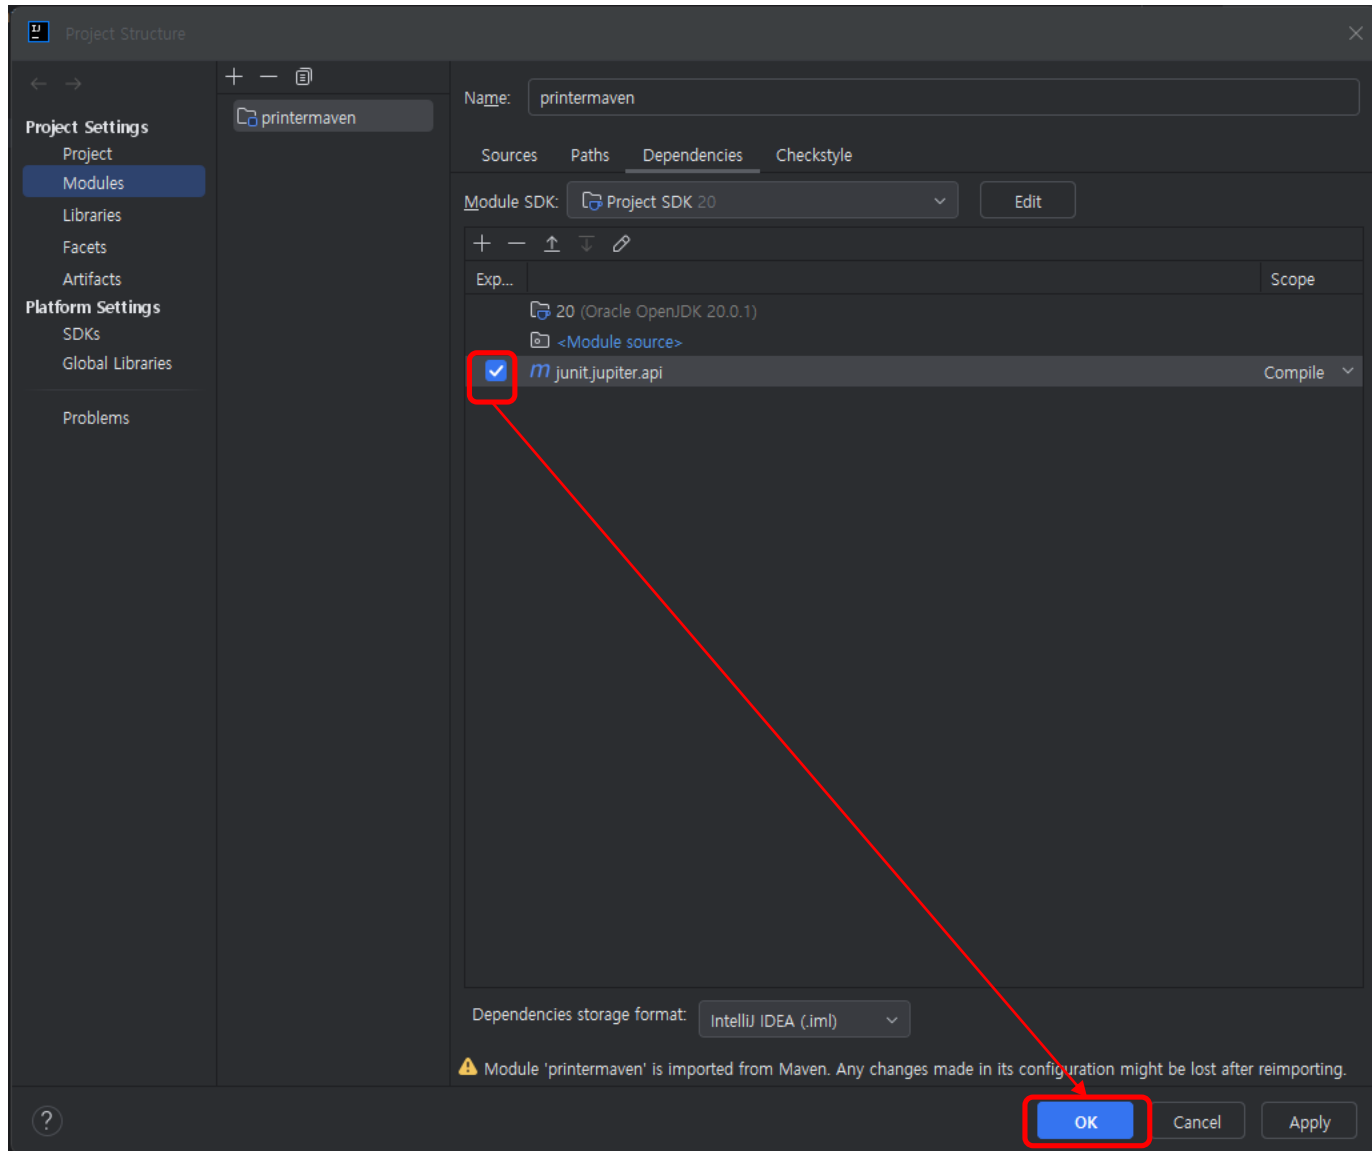 Project Structure
Project Settings
Project
Modules
Libraries
Facets
Artifacts
Platform Settings
SDKs
Global Libraries
Problems
printermaven
Name: printermaven
Sources Paths Dependencies Checkstyle
Module SDK: Project SDK 20 Edit
Exp... Scope
20 (Oracle OpenJDK 20.0.1)
<Module source>
m junit.jupiter.api Compile
Dependencies storage format: IntelliJ IDEA (.iml)
Module 'printermaven' is imported from Maven. Any changes made in its configuration might be lost after reimporting.
? OK Cancel Apply